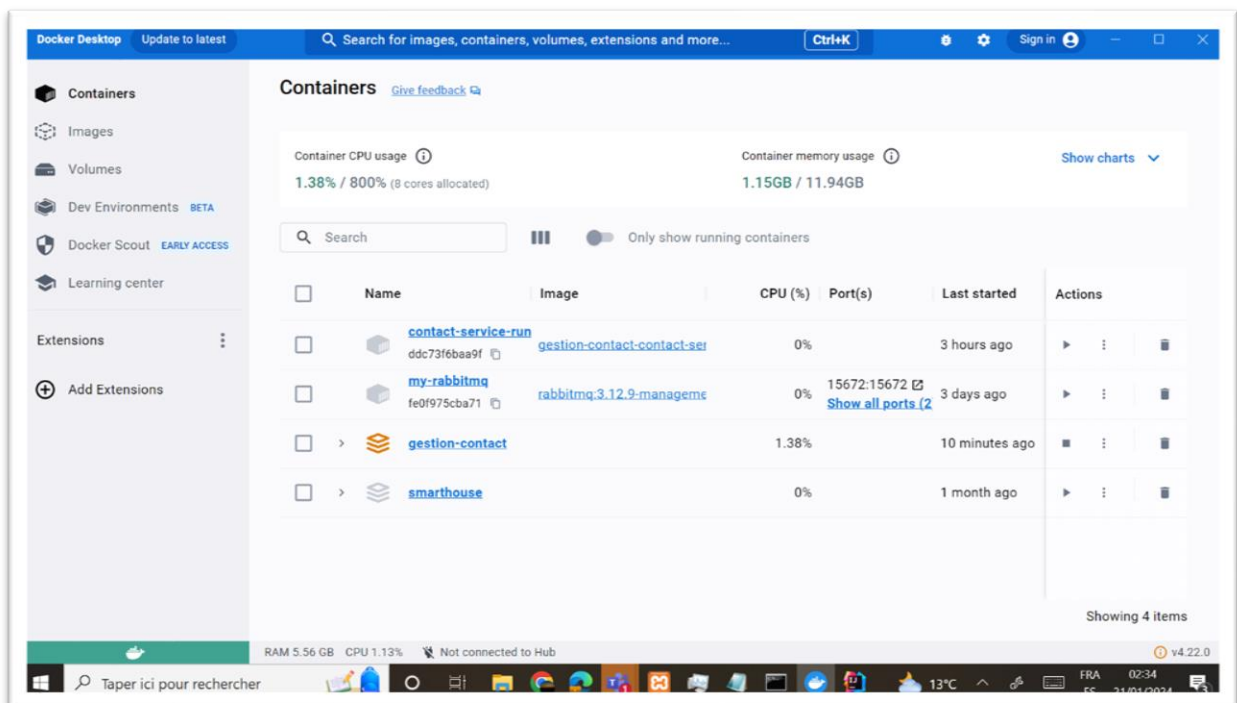 Docker Desktop Update to latest Search for images, containers, volumes, extensions and more... Ctrl+K Sign in
Containers
Images
Volumes
Dev Environments BETA
Docker Scout EARLY ACCESS
Learning center
Extensions
Add Extensions
Containers Give feedback
Container CPU usage
1.38% / 800% (8 cores allocated)
Container memory usage
1.15GB / 11.94GB
Show charts
Search
Only show running containers
Name Image CPU (%) Port(s) Last started Actions
contact-service-run
ddc73f6baa9f
gestion-contact-contact-ser 0% 3 hours ago
my-rabbitmq
fe0f975cba71
rabbitmq:3.12.9-manageme 0% 15672:15672
Show all ports (2
3 days ago
gestion-contact 1.38% 10 minutes ago
smarthouse 0% 1 month ago
Showing 4 items
RAM 5.56 GB CPU 1.13% Not connected to Hub v4.22.0
Taper ici pour rechercher 13°C FRA 02:34